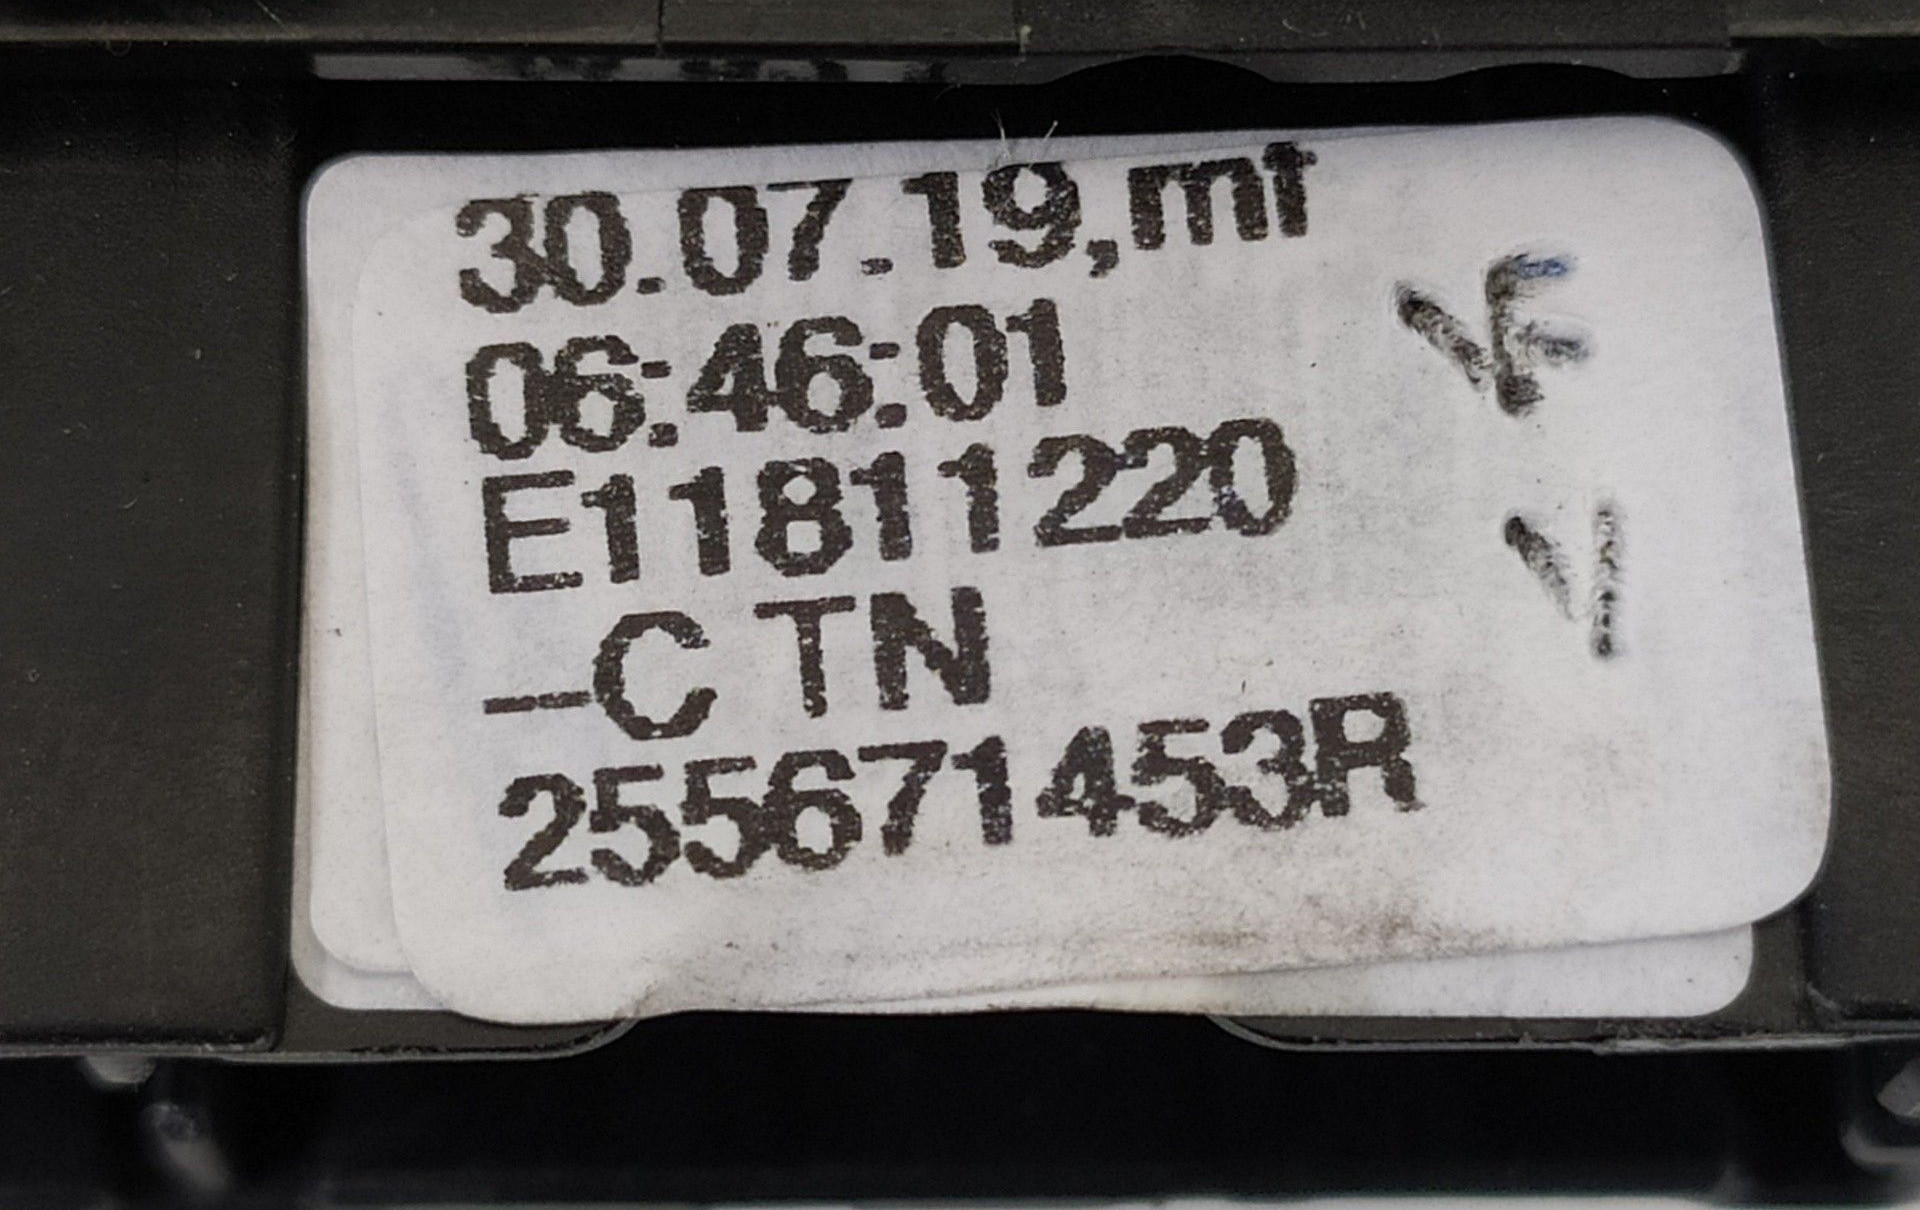 30.07.19,mf
06:46:01
E11811220
–C TN
255671453R